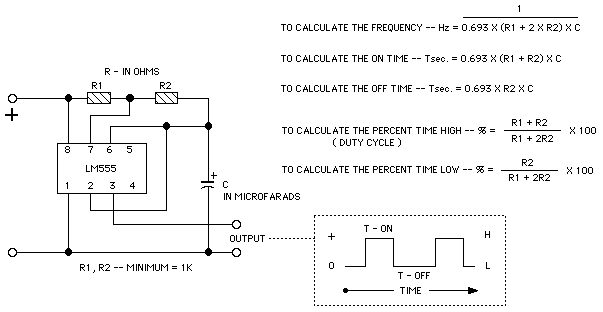 1
TO CALCULATE THE FREQUENCY -- Hz = 0.693 X (R1 + 2 X R2) X C
TO CALCULATE THE ON TIME -- Tsec. = 0.693 X (R1 + R2) X C
TO CALCULATE THE OFF TIME -- Tsec. = 0.693 X R2 X C
R1 + R2
TO CALCULATE THE PERCENT TIME HIGH -- % = X 100
R1 + 2R2
( DUTY CYCLE )
R2
TO CALCULATE THE PERCENT TIME LOW -- % = X 100
R1 + 2R2
R - IN OHMS
R1 R2
+
8 7 6 5
LM555
1 2 3 4
+
C
IN MICROFARADS
OUTPUT
R1, R2 -- MINIMUM = 1K
T - ON
+ H
0 L
T - OFF
TIME